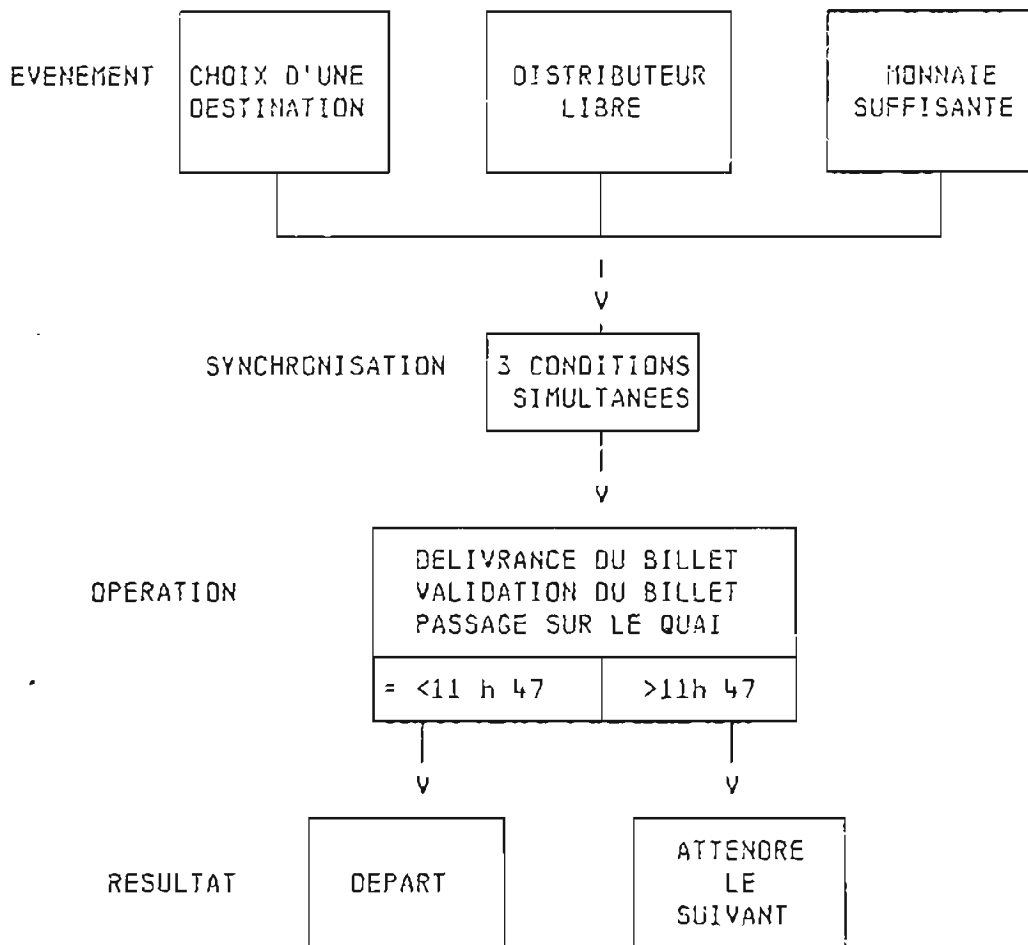 EVENEMENT
CHOIX D'UNE
DESTINATION
DISTRIBUTEUR
LIBRE
MONNAIE
SUFFISANTE
SYNCHRONISATION
3 CONDITIONS
SIMULTANEES
OPERATION
DELIVRANCE DU BILLET
VALIDATION DU BILLET
PASSAGE SUR LE QUAI
= <11 h 47
>11h 47
RESULTAT
DEPART
ATTENDRE
LE
SUIVANT